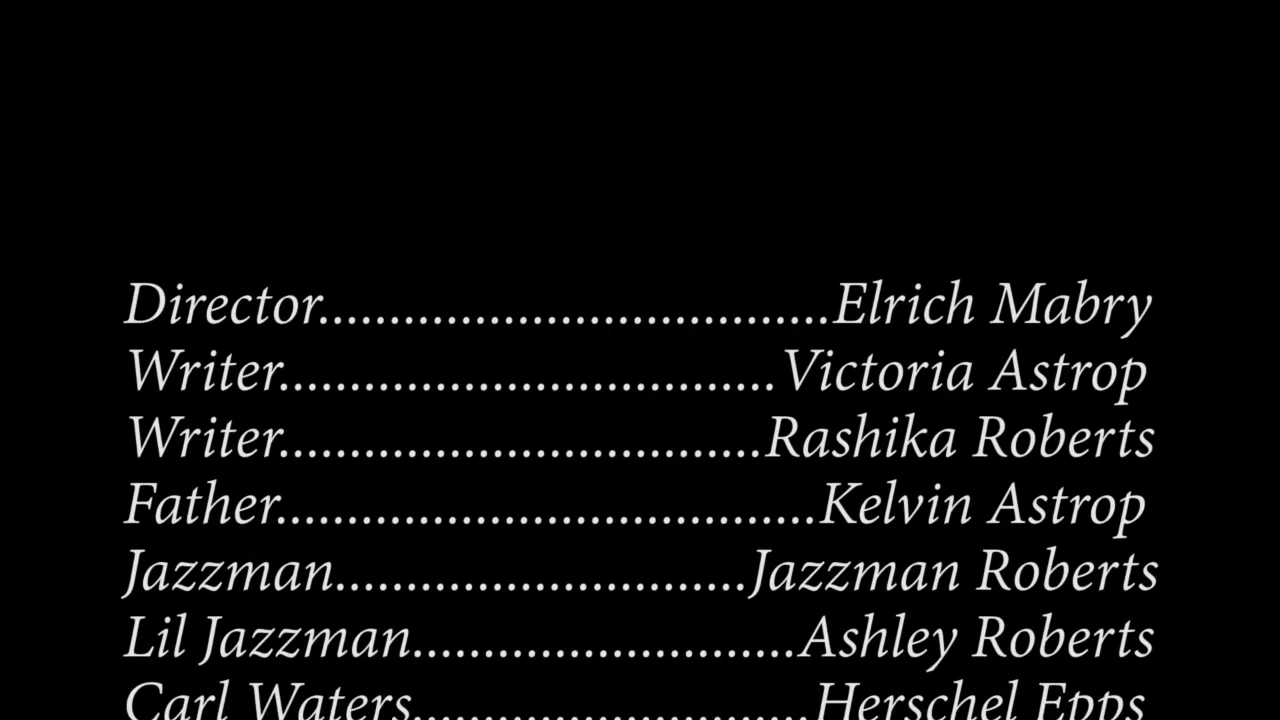 Director....................................Elrich Mabry
Writer...................................Victoria Astrop
Writer..................................Rashika Roberts
Father......................................Kelvin Astrop
Jazzman.............................Jazzman Roberts
Lil Jazzman...........................Ashley Roberts
Carl Waters............................Herschel Epps